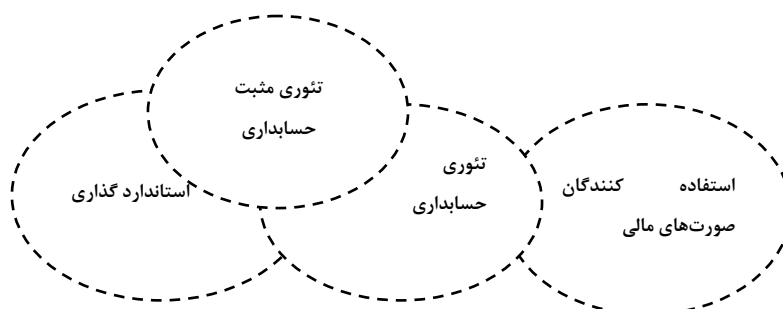 تئوری مثبت
حسابداری
تئوری
حسابداری
استفاده کنندگان
صورت‌های مالی
استاندارد گذاری